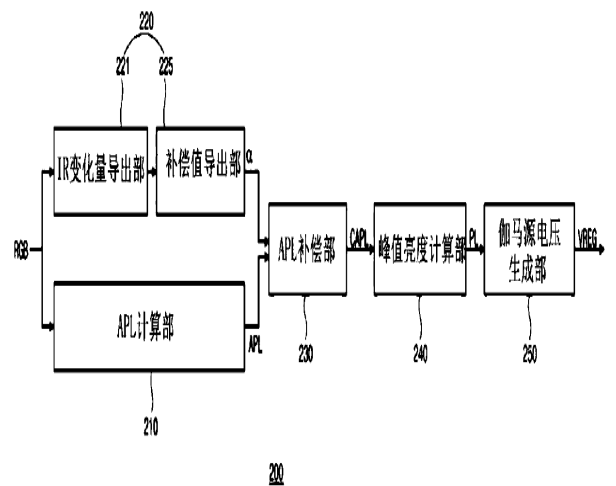 220
221
225
IR变化量导出部
补偿值导出部
α
RGB
APL计算部
APL
210
APL补偿部
CAPL
230
峰值亮度计算部
PL
240
伽马源电压
生成部
VREG
250
200